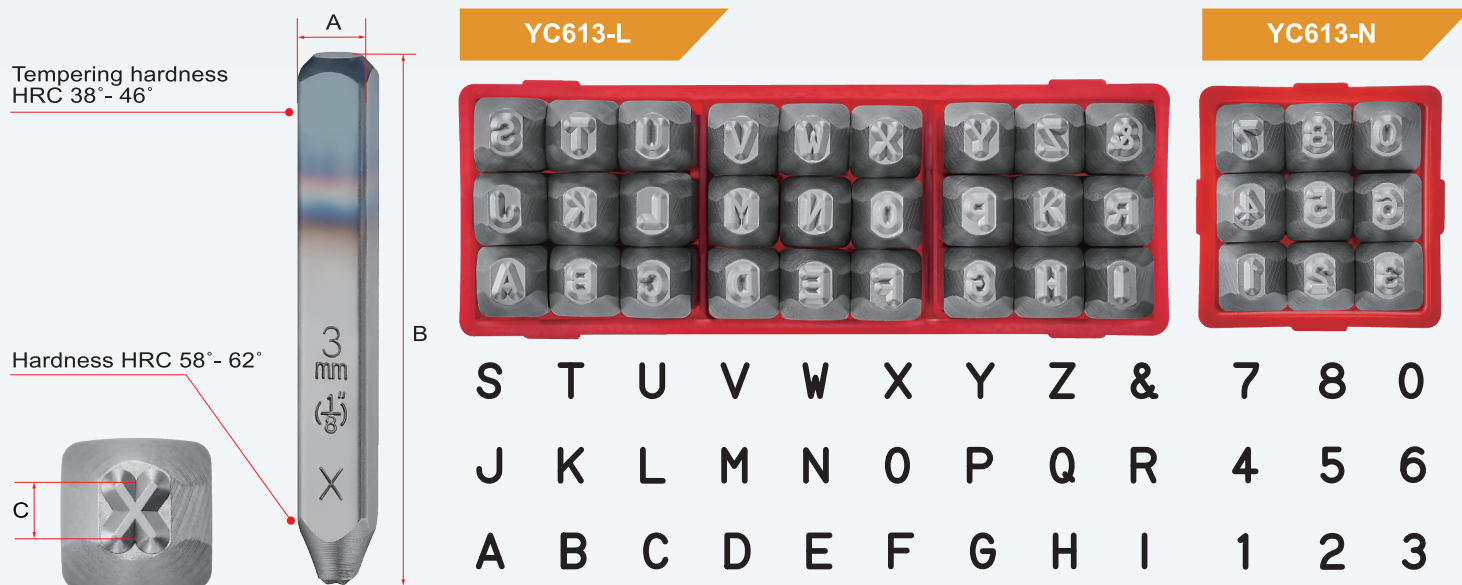 A
YC613-L
YC613-N
Tempering hardness
HRC 38°- 46°
B
Hardness HRC 58°- 62°
3
mm
(1/8")
X
C
S T U V W X Y Z &
J K L M N O P Q R
A B C D E F G H I
7 8 0
4 5 6
1 2 3